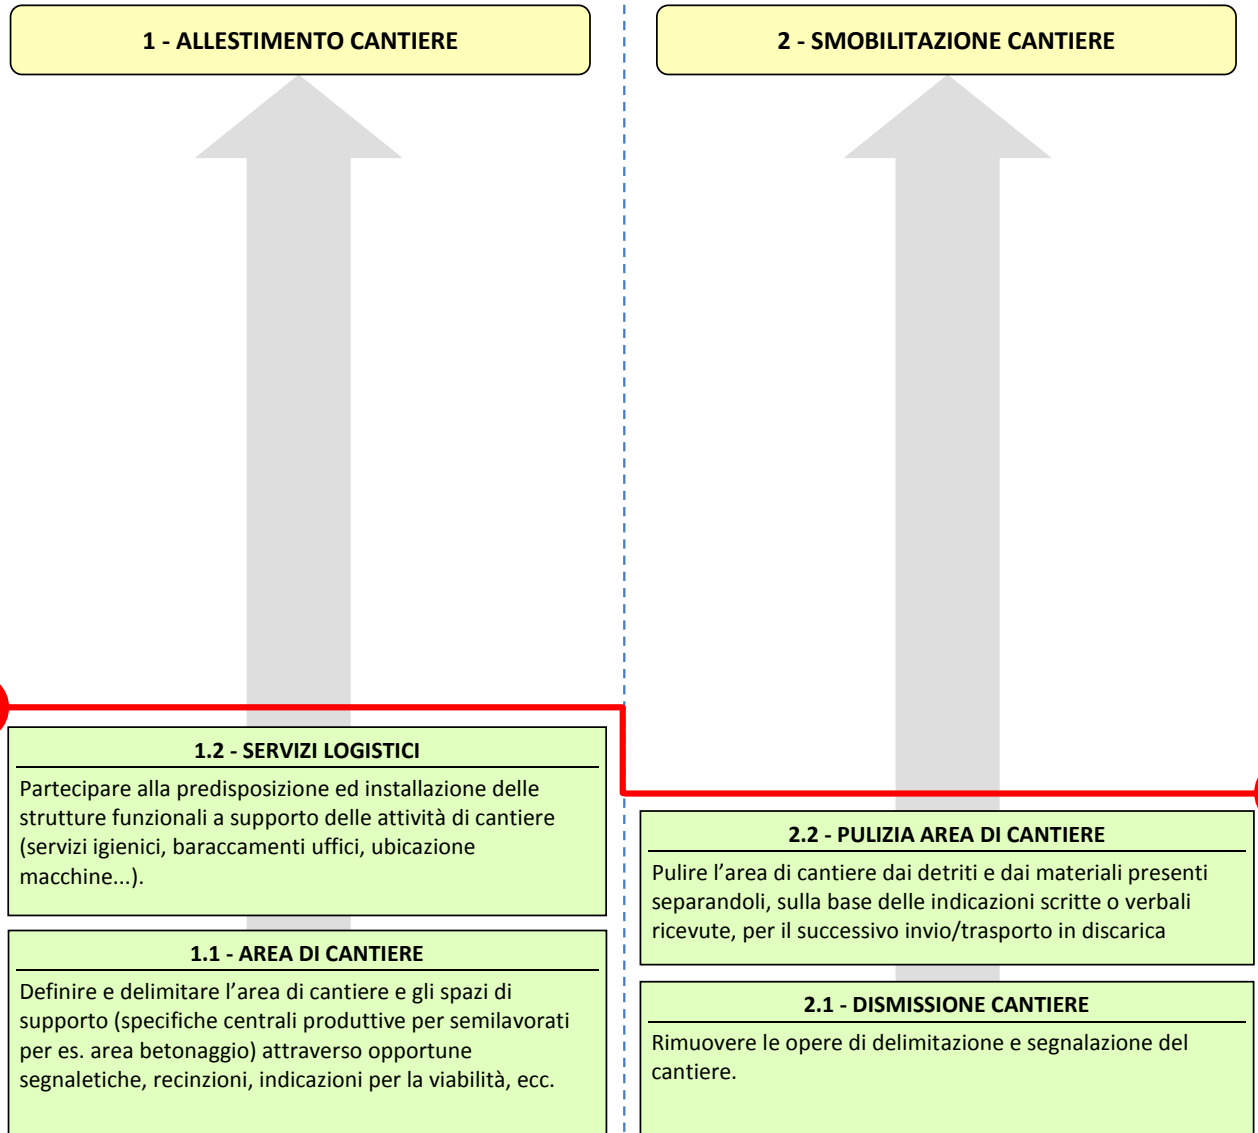 1 - ALLESTIMENTO CANTIERE
2 - SMOBILITAZIONE CANTIERE
1.2 - SERVIZI LOGISTICI
Partecipare alla predisposizione ed installazione delle
strutture funzionali a supporto delle attività di cantiere
(servizi igienici, baraccamenti uffici, ubicazione
macchine...).
1.1 - AREA DI CANTIERE
Definire e delimitare l’area di cantiere e gli spazi di
supporto (specifiche centrali produttive per semilavorati
per es. area betonaggio) attraverso opportune
segnaletiche, recinzioni, indicazioni per la viabilità, ecc.
2.2 - PULIZIA AREA DI CANTIERE
Pulire l’area di cantiere dai detriti e dai materiali presenti
separandoli, sulla base delle indicazioni scritte o verbali
ricevute, per il successivo invio/trasporto in discarica
2.1 - DISMISSIONE CANTIERE
Rimuovere le opere di delimitazione e segnalazione del
cantiere.